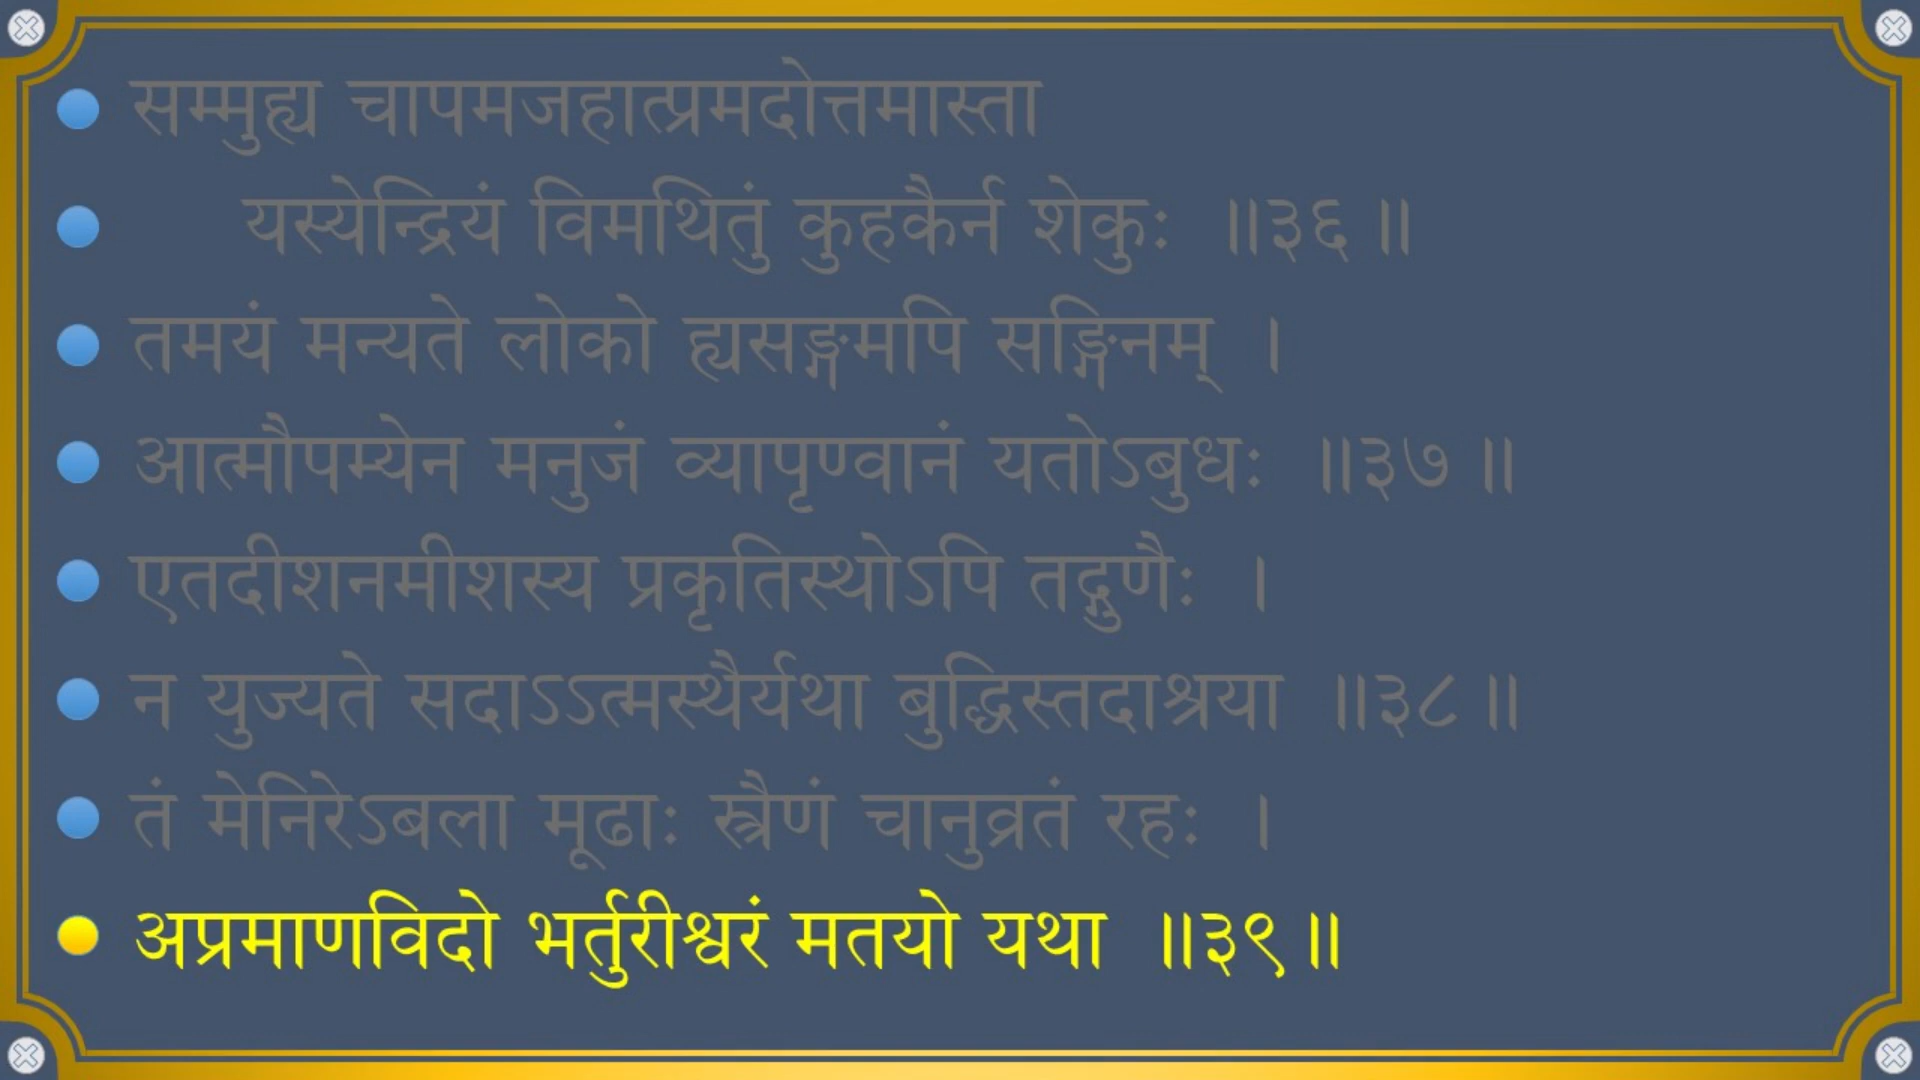 सम्मुह्य चापमजहात्प्रमदोत्तमास्ता
यस्येन्द्रियं विमथितुं कुहकैर्न शेकुः ॥३६॥
तमयं मन्यते लोको ह्यसङ्गमपि सङ्गिनम् ।
आत्मौपम्येन मनुजं व्यापृण्वानं यतोऽबुधः ॥३७॥
एतदीशनमीशस्य प्रकृतिस्थोऽपि तद्गुणैः ।
न युज्यते सदाऽऽत्मस्थैर्यथा बुद्धिस्तदाश्रया ॥३८॥
तं मेनिरेऽबला मूढाः स्त्रैणं चानुव्रतं रहः ।
अप्रमाणविदो भर्तुरीश्वरं मतयो यथा ॥३९॥